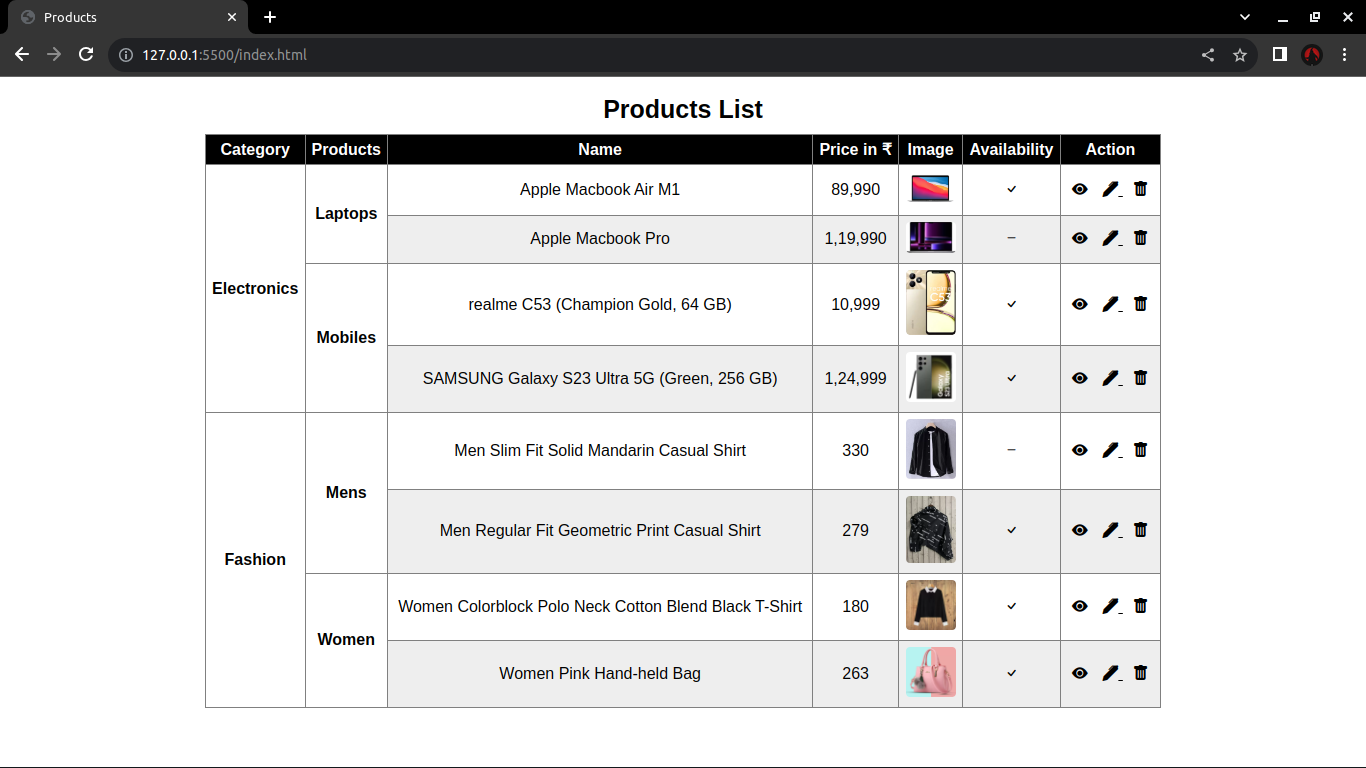 Products
127.0.0.1:5500/index.html
Products List
Category Products Name Price in ₹ Image Availability Action
Electronics
Laptops
Apple Macbook Air M1 89,990
Apple Macbook Pro 1,19,990
Mobiles
realme C53 (Champion Gold, 64 GB) 10,999
SAMSUNG Galaxy S23 Ultra 5G (Green, 256 GB) 1,24,999
Fashion
Mens
Men Slim Fit Solid Mandarin Casual Shirt 330
Men Regular Fit Geometric Print Casual Shirt 279
Women
Women Colorblock Polo Neck Cotton Blend Black T-Shirt 180
Women Pink Hand-held Bag 263